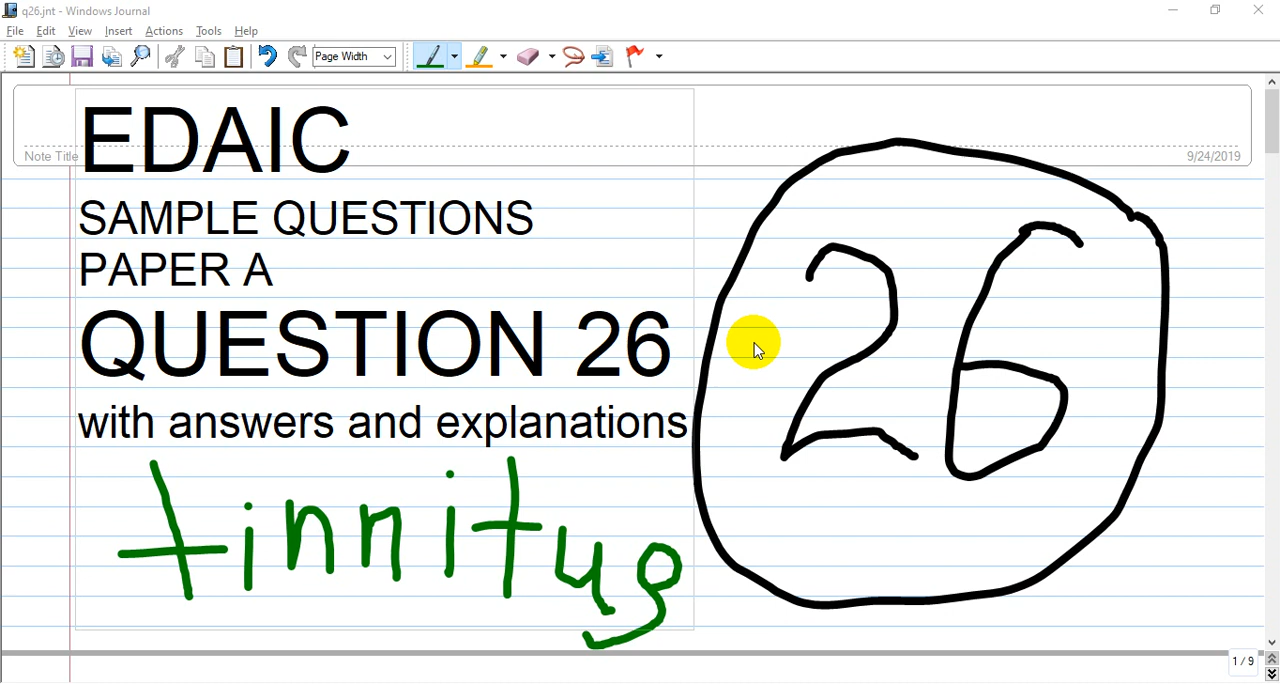 q26.jnt - Windows Journal
File Edit View Insert Actions Tools Help
Page Width
EDAIC
Note Title
9/24/2019
SAMPLE QUESTIONS
PAPER A
QUESTION 26
26
with answers and explanations
tinnitus
1 / 9